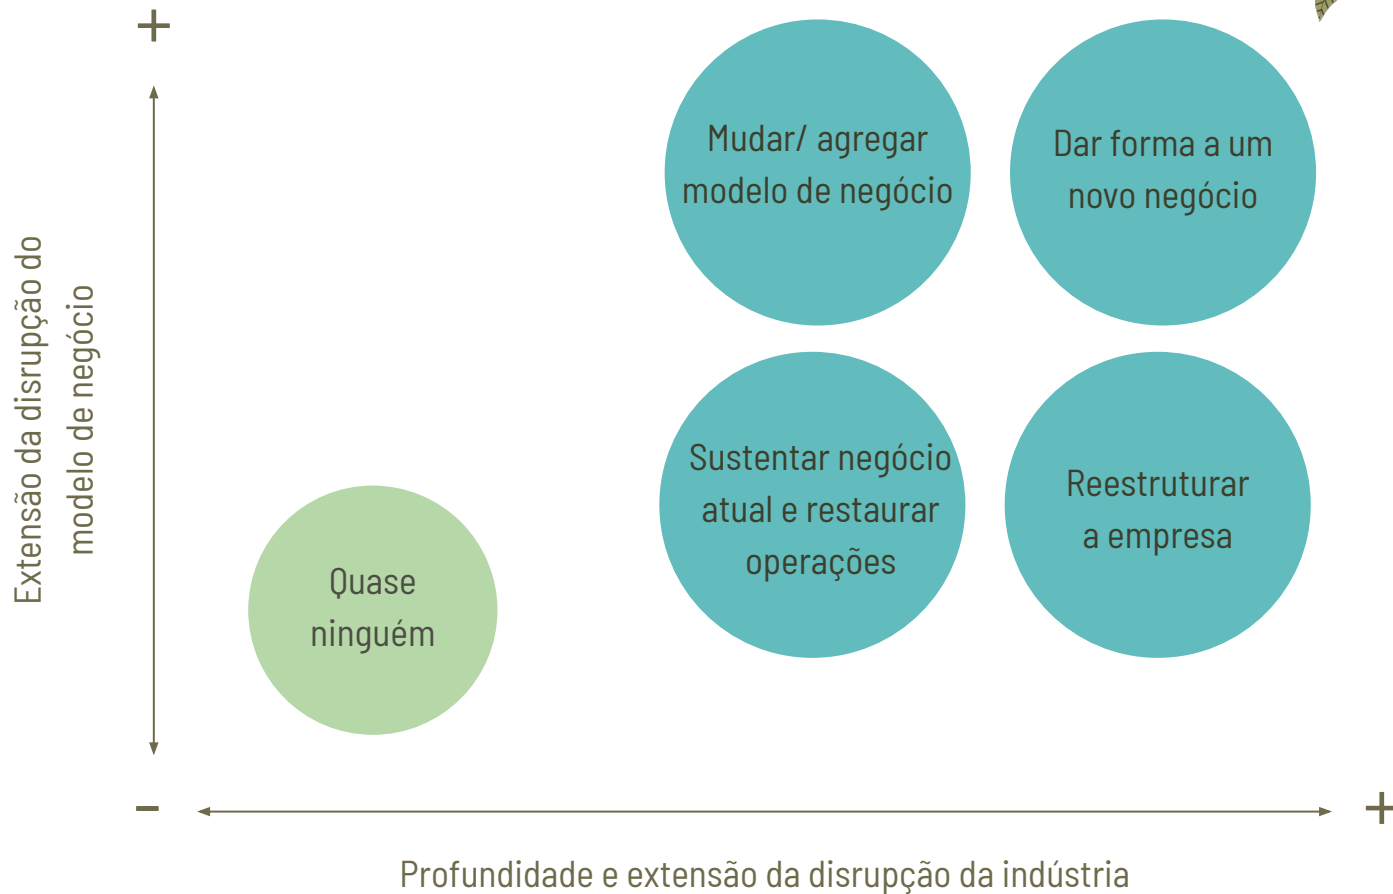 +
Extensão da disrupção do
modelo de negócio
Mudar/ agregar
modelo de negócio
Dar forma a um
novo negócio
Sustentar negócio
atual e restaurar
operações
Reestruturar
a empresa
Quase
ninguém
–
+
Profundidade e extensão da disrupção da indústria